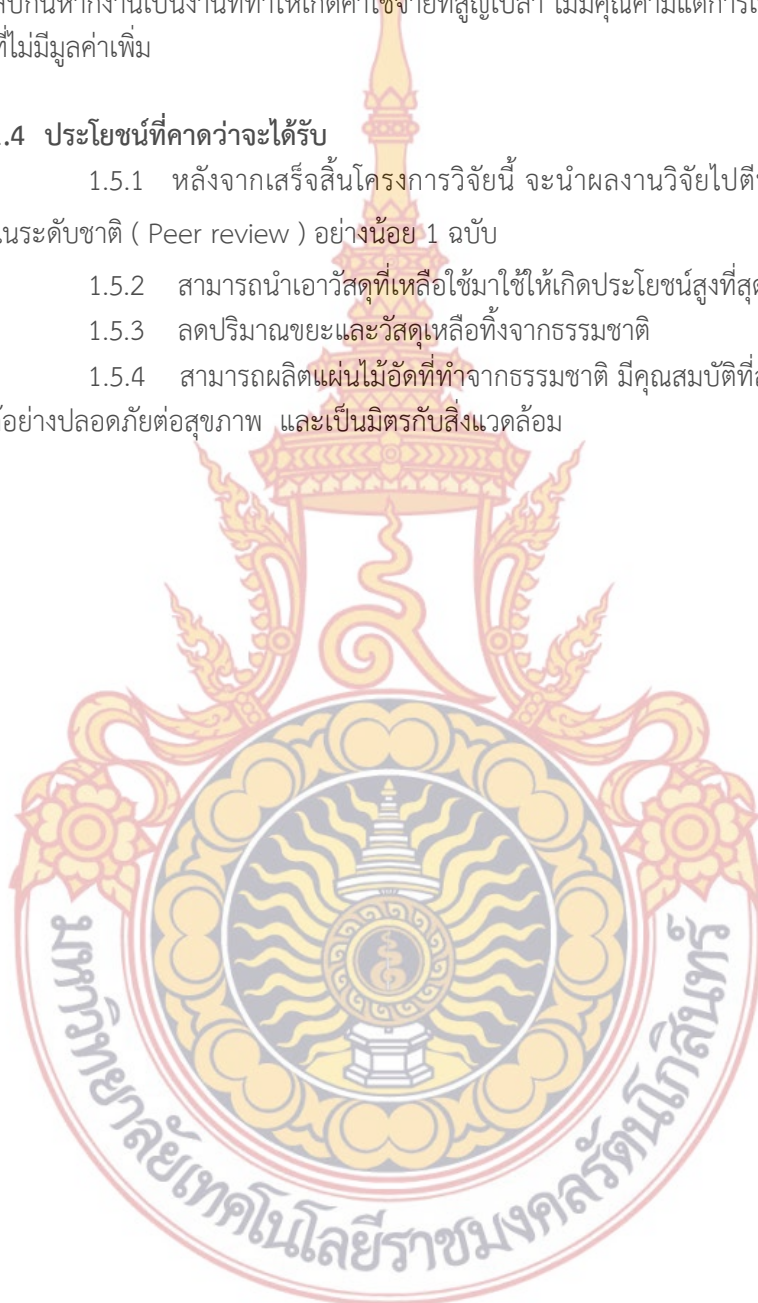 ที่ไม่มีมูลค่าเพิ่ม
.4 ประโยชน์ที่คาดว่าจะได้รับ
1.5.1 หลังจากเสร็จสิ้นโครงการวิจัยนี้ จะนำผลงานวิจัยไปตี
นระดับชาติ ( Peer review ) อย่างน้อย 1 ฉบับ
1.5.2 สามารถนำเอาวัสดุที่เหลือใช้มาใช้ให้เกิดประโยชน์สูงที่สุด
1.5.3 ลดปริมาณขยะและวัสดุเหลือทิ้งจากธรรมชาติ
1.5.4 สามารถผลิตแผ่นไม้อัดที่ทำจากธรรมชาติ มีคุณสมบัติที่
อย่างปลอดภัยต่อสุขภาพ และเป็นมิตรกับสิ่งแวดล้อม
มหาวิทยาลัยเทคโนโลยีราชมงคลรัตนโกสินทร์